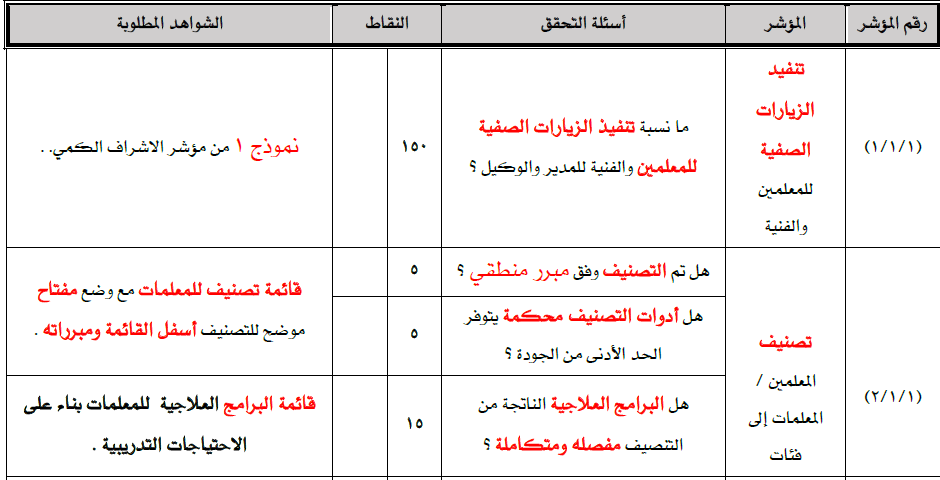 رقم المؤشر
المؤشر
أسئلة التحقق
النقاط
الشواهد المطلوبة
(١/١/١)
تنفيد
الزيارات
الصفية
للمعلمين
والفنية
ما نسبة تنفيذ الزيارات الصفية
للمعلمين والفنية للمدير والوكيل ؟
١٥٠
نموذج ١ من مؤشر الاشراف الكمي. .
(٢/١/١)
تصنيف
المعلمين /
المعلمات إلى
فئات
هل تم التصنيف وفق مبرر منطقي ؟
٥
قائمة تصنيف للمعلمات مع وضع مفتاح
موضح للتصنيف أسفل القائمة ومبرراته .
هل أدوات التصنيف محكمة يتوفر
الحد الأدنى من الجودة ؟
٥
هل البرامج العلاجية الناتجة من
التتصيف مفصله ومتكاملة ؟
١٥
قائمة البرامج العلاجية للمعلمات بناء على
الاحتياجات التدريبية .